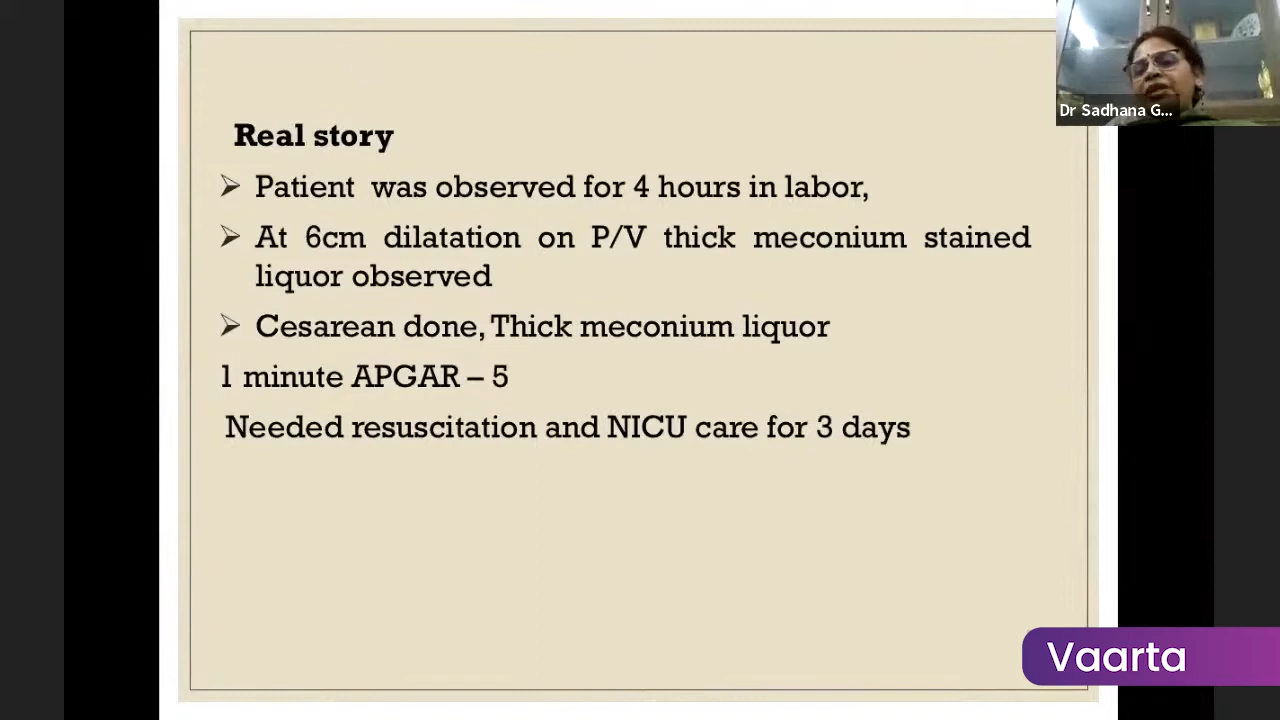 Dr Sadhana G...
Real story
➢ Patient was observed for 4 hours in labor,
➢ At 6cm dilatation on P/V thick meconium stained
liquor observed
➢ Cesarean done, Thick meconium liquor
1 minute APGAR – 5
Needed resuscitation and NICU care for 3 days
Vaarta